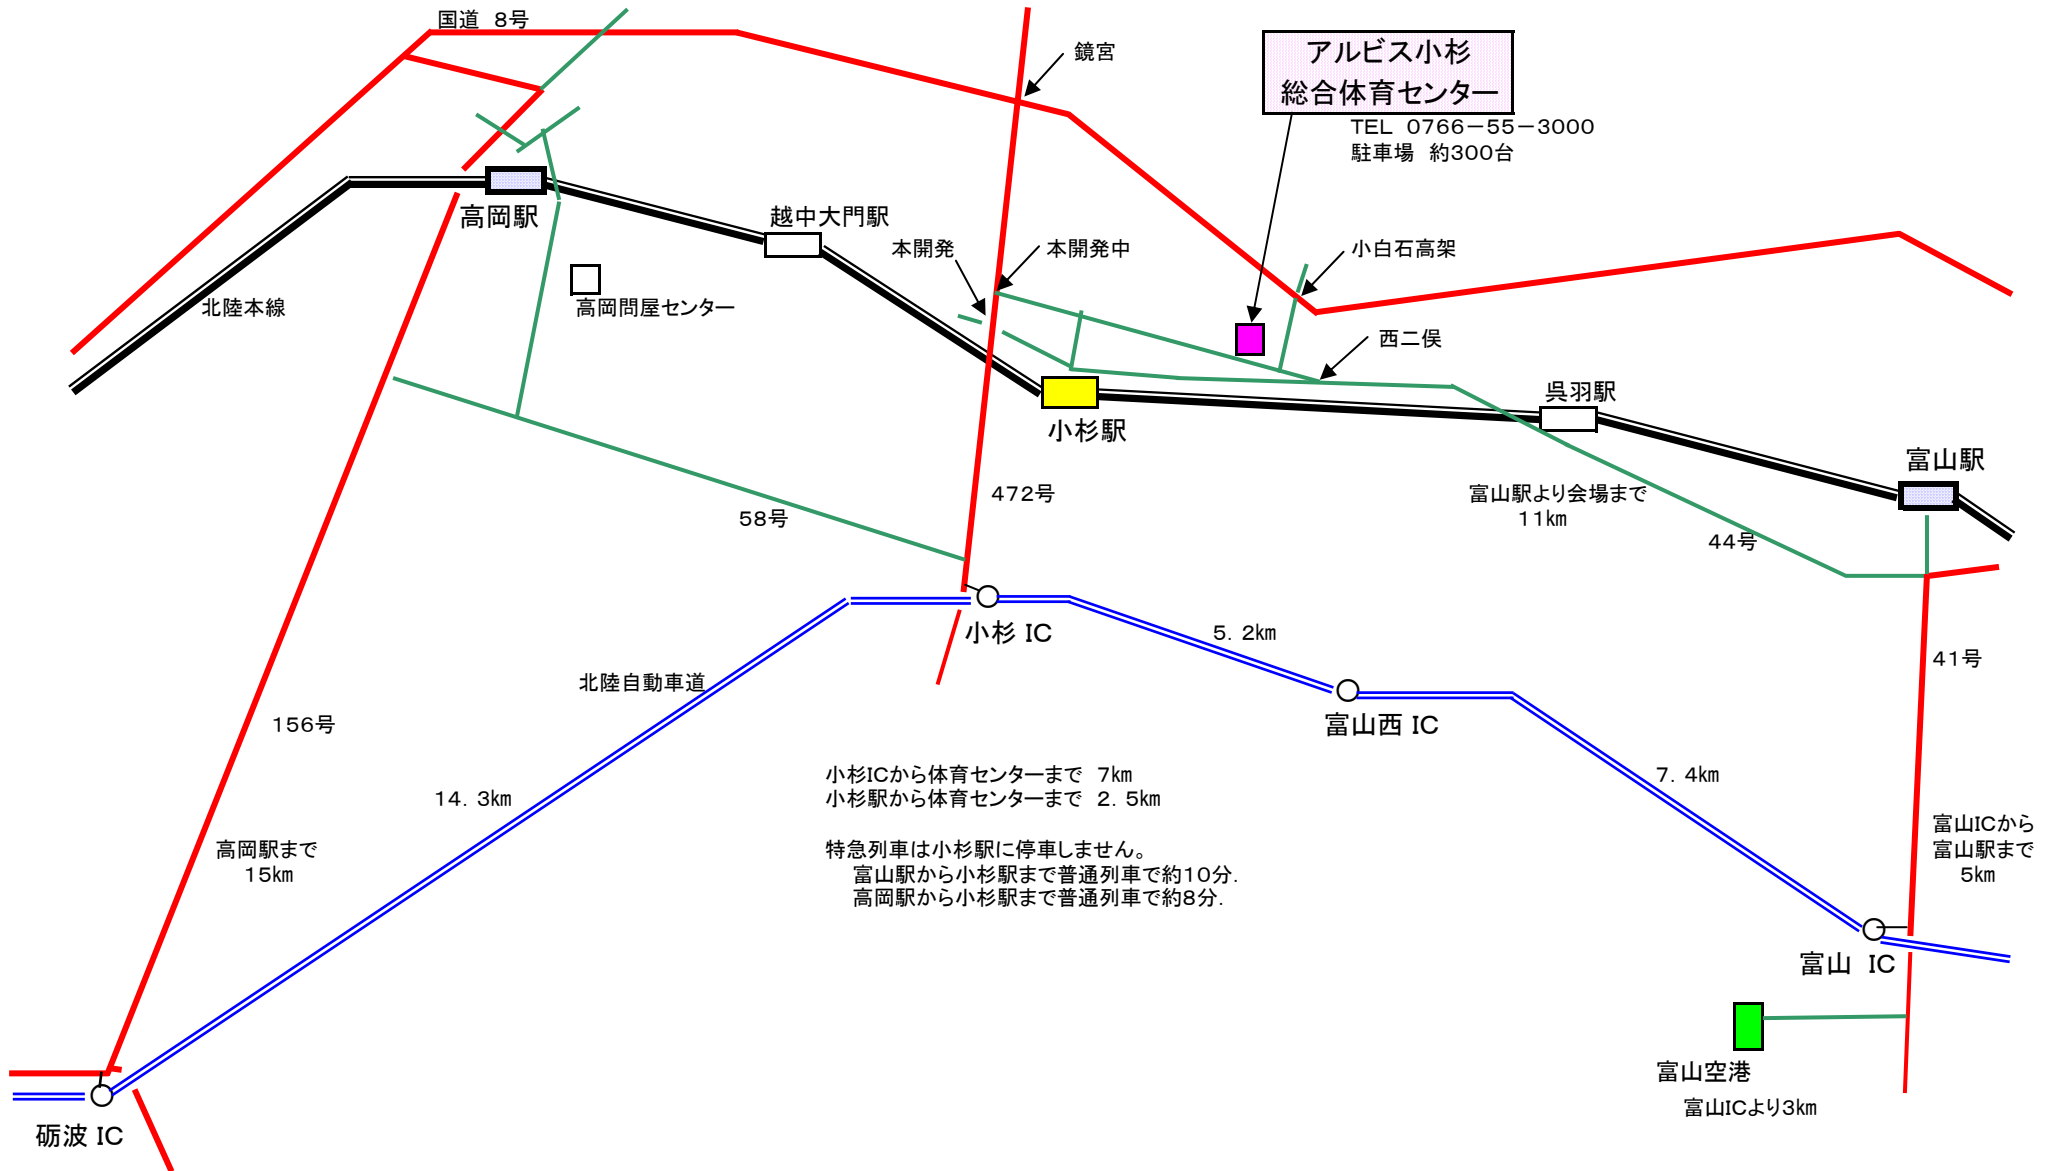 国道 8号
鏡宮
アルビス小杉
総合体育センター
TEL 0766-55-3000
駐車場 約300台
高岡駅
越中大門駅
本開発
本開発中
小白石高架
北陸本線
高岡問屋センター
西二俣
呉羽駅
小杉駅
富山駅
472号
富山駅より会場まで
11km
58号
44号
小杉 IC
5.2km
41号
北陸自動車道
富山西 IC
156号
14.3km
7.4km
小杉ICから体育センターまで 7km
小杉駅から体育センターまで 2.5km
高岡駅まで
15km
特急列車は小杉駅に停車しません。
富山駅から小杉駅まで普通列車で約10分.
高岡駅から小杉駅まで普通列車で約8分.
富山ICから
富山駅まで
5km
富山 IC
富山空港
富山ICより3km
砺波 IC